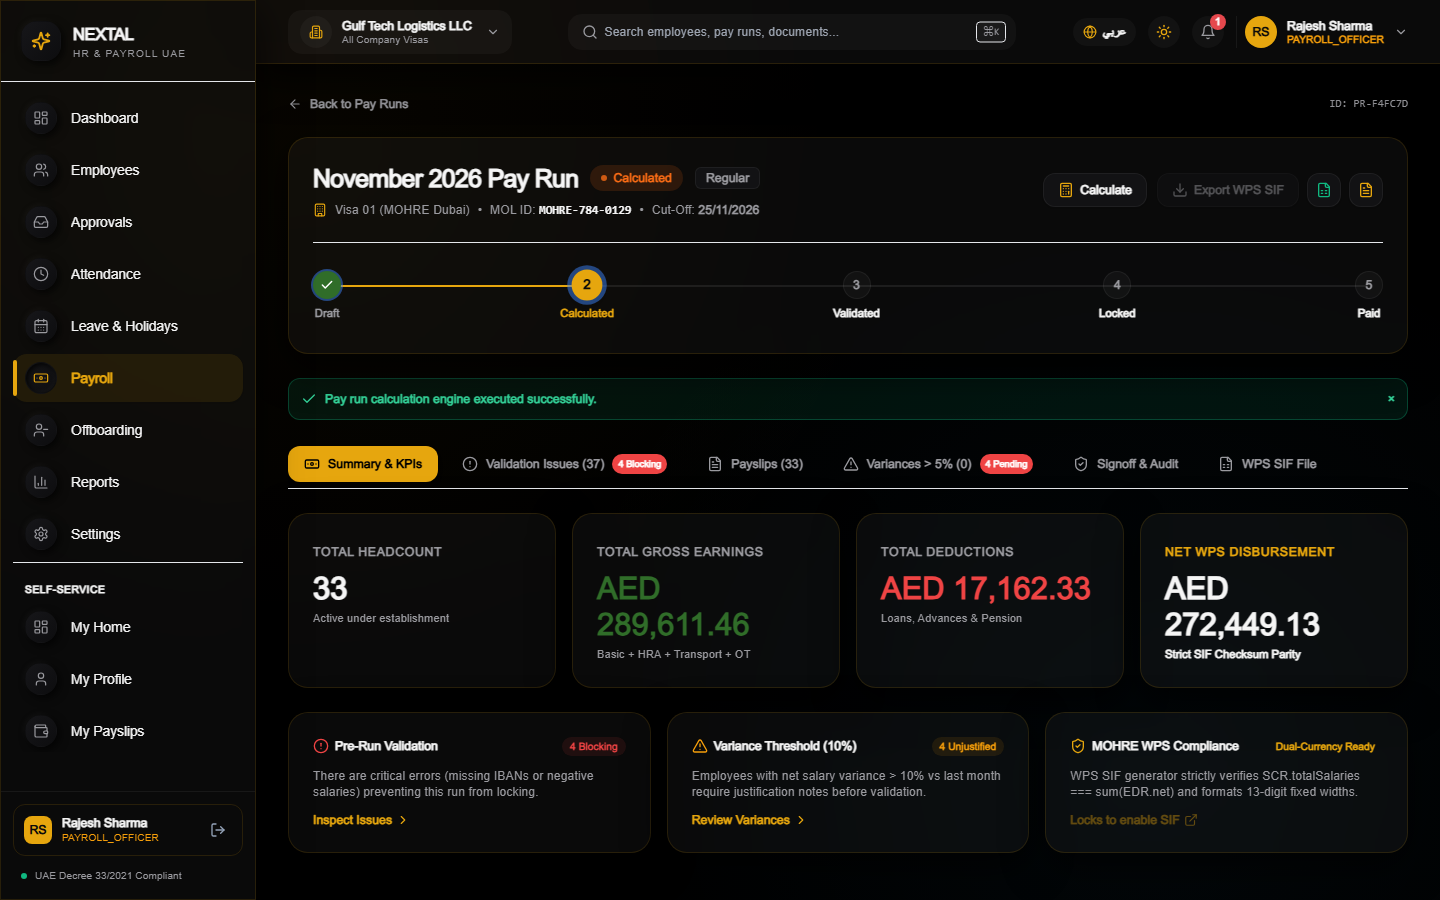 NEXTAL
HR & PAYROLL UAE
Gulf Tech Logistics LLC
All Company Visas
Search employees, pay runs, documents...
⌘K
عربي
1
RS
Rajesh Sharma
PAYROLL_OFFICER
Dashboard
Employees
Approvals
Attendance
Leave & Holidays
Payroll
Offboarding
Reports
Settings
SELF-SERVICE
My Home
My Profile
My Payslips
RS
Rajesh Sharma
PAYROLL_OFFICER
UAE Decree 33/2021 Compliant
Back to Pay Runs
ID: PR-F4FC7D
November 2026 Pay Run
Calculated
Regular
Visa 01 (MOHRE Dubai) • MOL ID: MOHRE-784-0129 • Cut-Off: 25/11/2026
Calculate
Export WPS SIF
2
3
4
5
Draft
Calculated
Validated
Locked
Paid
Pay run calculation engine executed successfully.
×
Summary & KPIs
Validation Issues (37)
4 Blocking
Payslips (33)
Variances > 5% (0)
4 Pending
Signoff & Audit
WPS SIF File
TOTAL HEADCOUNT
33
Active under establishment
TOTAL GROSS EARNINGS
AED
289,611.46
Basic + HRA + Transport + OT
TOTAL DEDUCTIONS
AED 17,162.33
Loans, Advances & Pension
NET WPS DISBURSEMENT
AED
272,449.13
Strict SIF Checksum Parity
Pre-Run Validation
4 Blocking
There are critical errors (missing IBANs or negative
salaries) preventing this run from locking.
Inspect Issues
Variance Threshold (10%)
4 Unjustified
Employees with net salary variance > 10% vs last month
require justification notes before validation.
Review Variances
MOHRE WPS Compliance
Dual-Currency Ready
WPS SIF generator strictly verifies SCR.totalSalaries
=== sum(EDR.net) and formats 13-digit fixed widths.
Locks to enable SIF